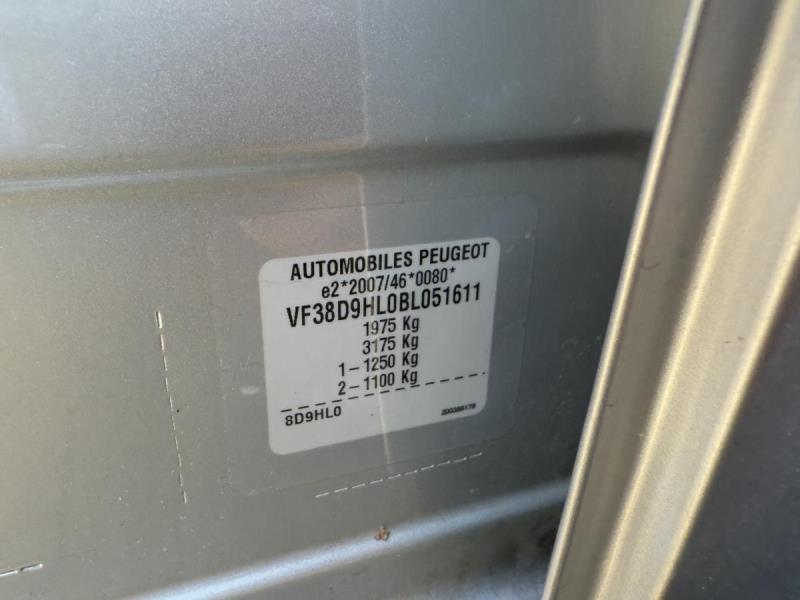 AUTOMOBILES PEUGEOT
e2*2007/46*0080*
VF38D9HL0BL051611
1975 Kg
3175 Kg
1-1250 Kg
2-1100 Kg
8D9HL0